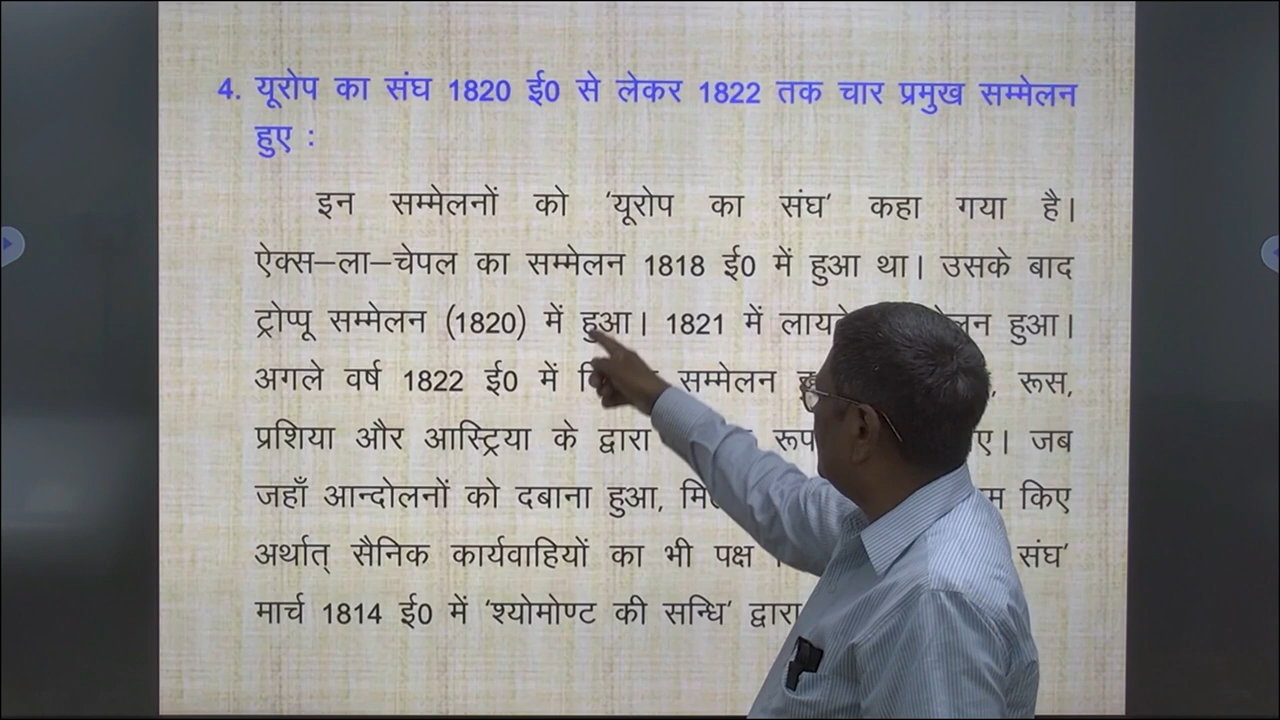 4. यूरोप का संघ 1820 ई0 से लेकर 1822 तक चार प्रमुख सम्मेलन
हुए :
इन सम्मेलनों को 'यूरोप का संघ' कहा गया है।
ऐक्स–ला–चेपल का सम्मेलन 1818 ई0 में हुआ था। उसके बाद
ट्रोप्पू सम्मेलन (1820) में हुआ। 1821 में हुआ।
अगले वर्ष 1822 ई0 में सम्मेलन रूस,
प्रशिया और आस्ट्रिया के द्वारा जब
जहाँ आन्दोलनों को दबाना हुआ, किए
अर्थात् सैनिक कार्यवाहियों का भी पक्ष संघ'
मार्च 1814 ई0 में 'श्योमोण्ट की सन्धि' द्वारा